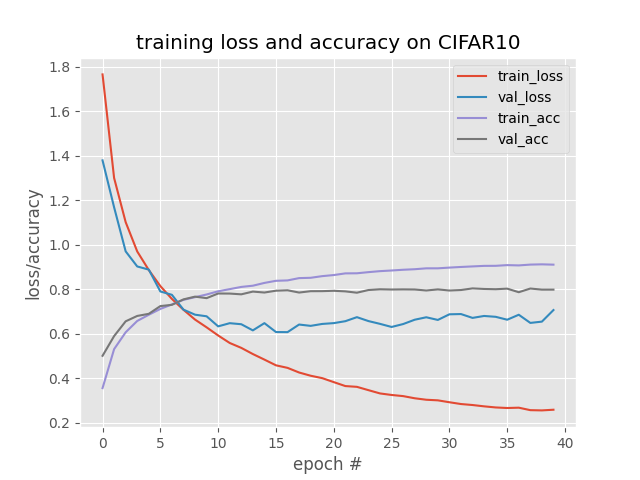 training loss and accuracy on CIFAR10
train_loss
val_loss
train_acc
val_acc
1.8
1.6
1.4
1.2
1.0
0.8
0.6
0.4
0.2
loss/accuracy
0 5 10 15 20 25 30 35 40
epoch #